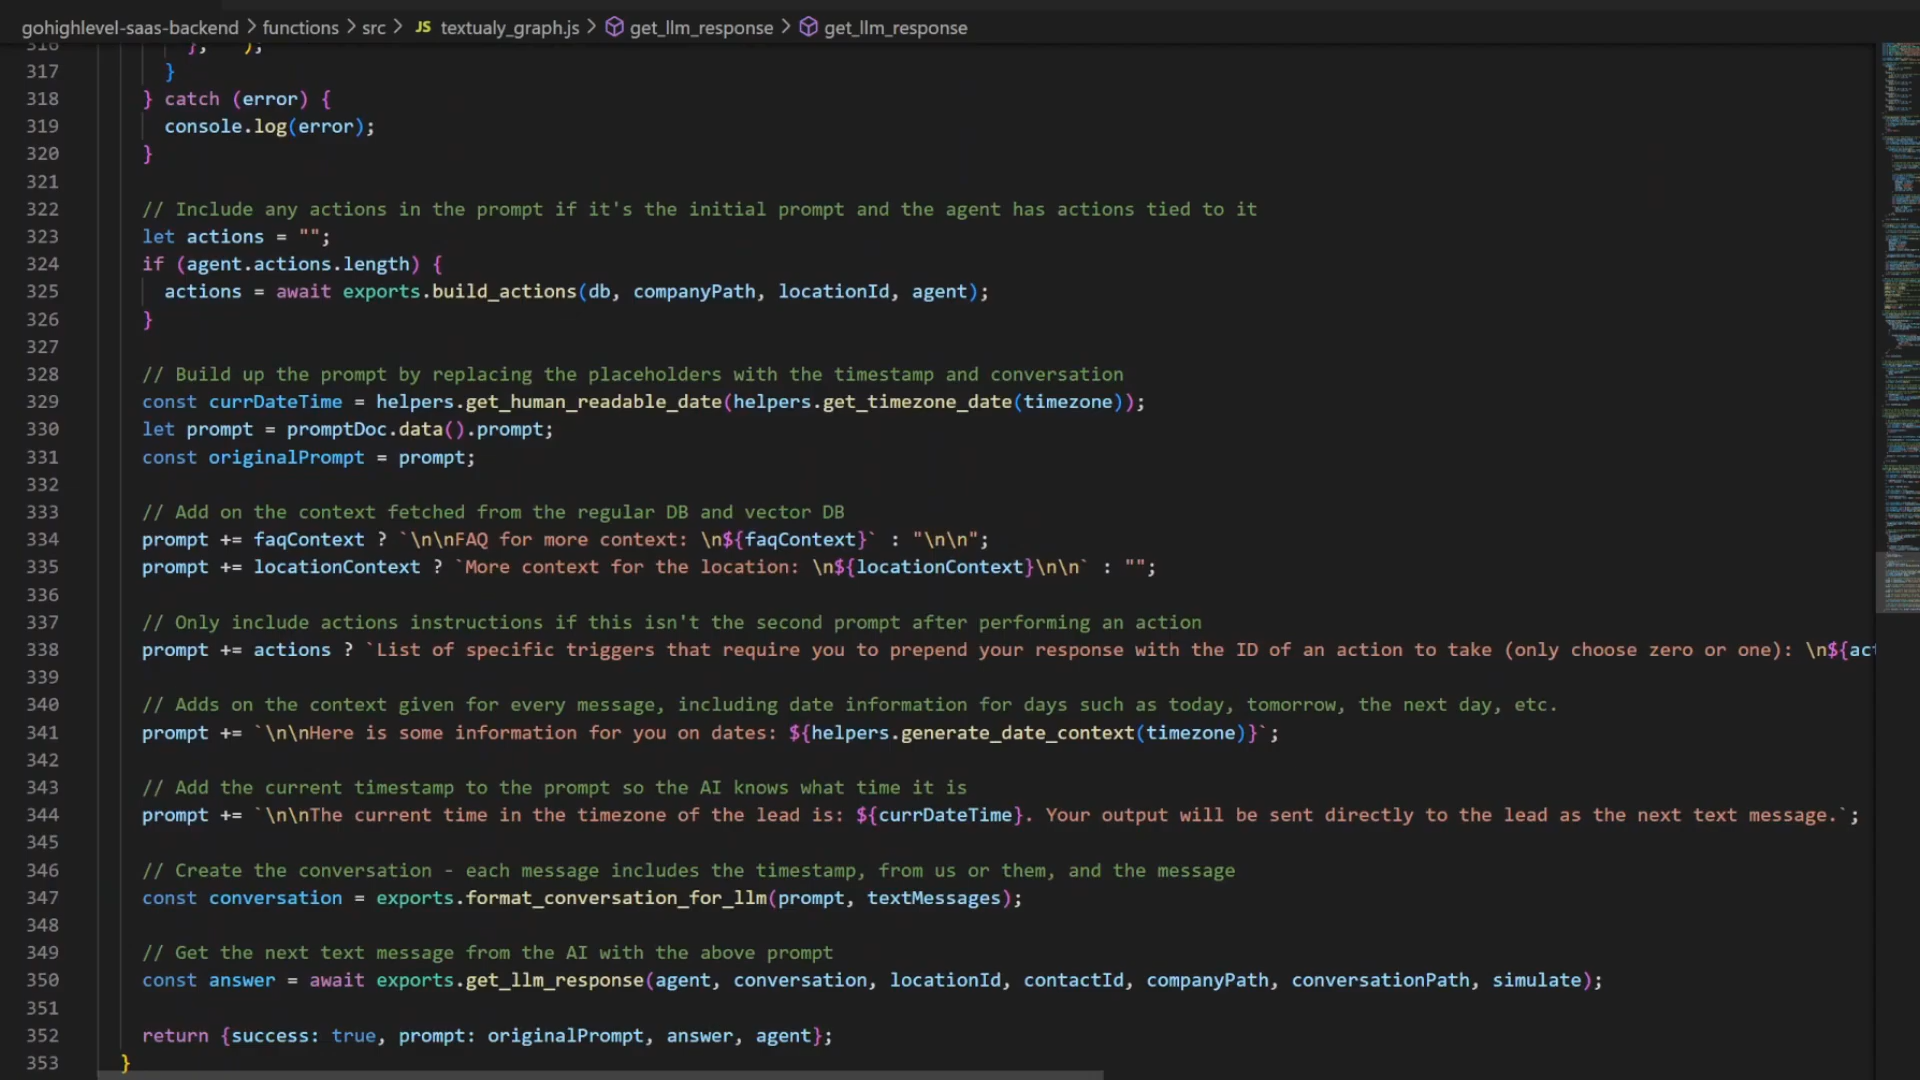 gohighlevel-saas-backend > functions > src > JS textualy_graph.js > get_llm_response > get_llm_response
316 }, );
317 }
318 } catch (error) {
319 console.log(error);
320 }
321
322 // Include any actions in the prompt if it's the initial prompt and the agent has actions tied to it
323 let actions = "";
324 if (agent.actions.length) {
325 actions = await exports.build_actions(db, companyPath, locationId, agent);
326 }
327
328 // Build up the prompt by replacing the placeholders with the timestamp and conversation
329 const currDateTime = helpers.get_human_readable_date(helpers.get_timezone_date(timezone));
330 let prompt = promptDoc.data().prompt;
331 const originalPrompt = prompt;
332
333 // Add on the context fetched from the regular DB and vector DB
334 prompt += faqContext ? `\n\nFAQ for more context: \n${faqContext}` : "\n\n";
335 prompt += locationContext ? `More context for the location: \n${locationContext}\n\n` : "";
336
337 // Only include actions instructions if this isn't the second prompt after performing an action
338 prompt += actions ? `List of specific triggers that require you to prepend your response with the ID of an action to take (only choose zero or one): \n${act
339
340 // Adds on the context given for every message, including date information for days such as today, tomorrow, the next day, etc.
341 prompt += `\n\nHere is some information for you on dates: ${helpers.generate_date_context(timezone)}`;
342
343 // Add the current timestamp to the prompt so the AI knows what time it is
344 prompt += `\n\nThe current time in the timezone of the lead is: ${currDateTime}. Your output will be sent directly to the lead as the next text message.`;
345
346 // Create the conversation - each message includes the timestamp, from us or them, and the message
347 const conversation = exports.format_conversation_for_llm(prompt, textMessages);
348
349 // Get the next text message from the AI with the above prompt
350 const answer = await exports.get_llm_response(agent, conversation, locationId, contactId, companyPath, conversationPath, simulate);
351
352 return {success: true, prompt: originalPrompt, answer, agent};
353 }